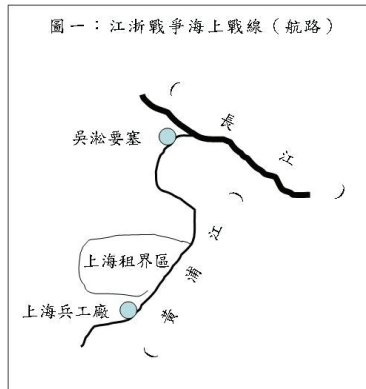 圖一：江浙戰爭海上戰線（航路）
（長江）
吳淞要塞
（黃浦江）
上海租界區
上海兵工廠